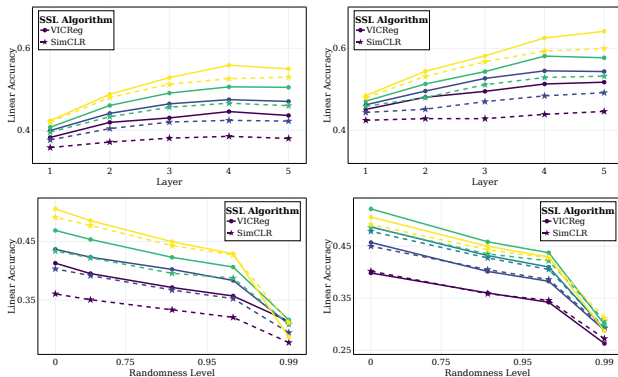 SSL Algorithm
VICReg
SimCLR
0.6
0.4
Linear Accuracy
1
2
3
4
5
Layer
SSL Algorithm
VICReg
SimCLR
0.6
0.4
Linear Accuracy
1
2
3
4
5
Layer
SSL Algorithm
VICReg
SimCLR
0.45
0.35
Linear Accuracy
0
0.75
0.95
0.99
Randomness Level
SSL Algorithm
VICReg
SimCLR
0.45
0.35
0.25
Linear Accuracy
0
0.75
0.95
0.99
Randomness Level